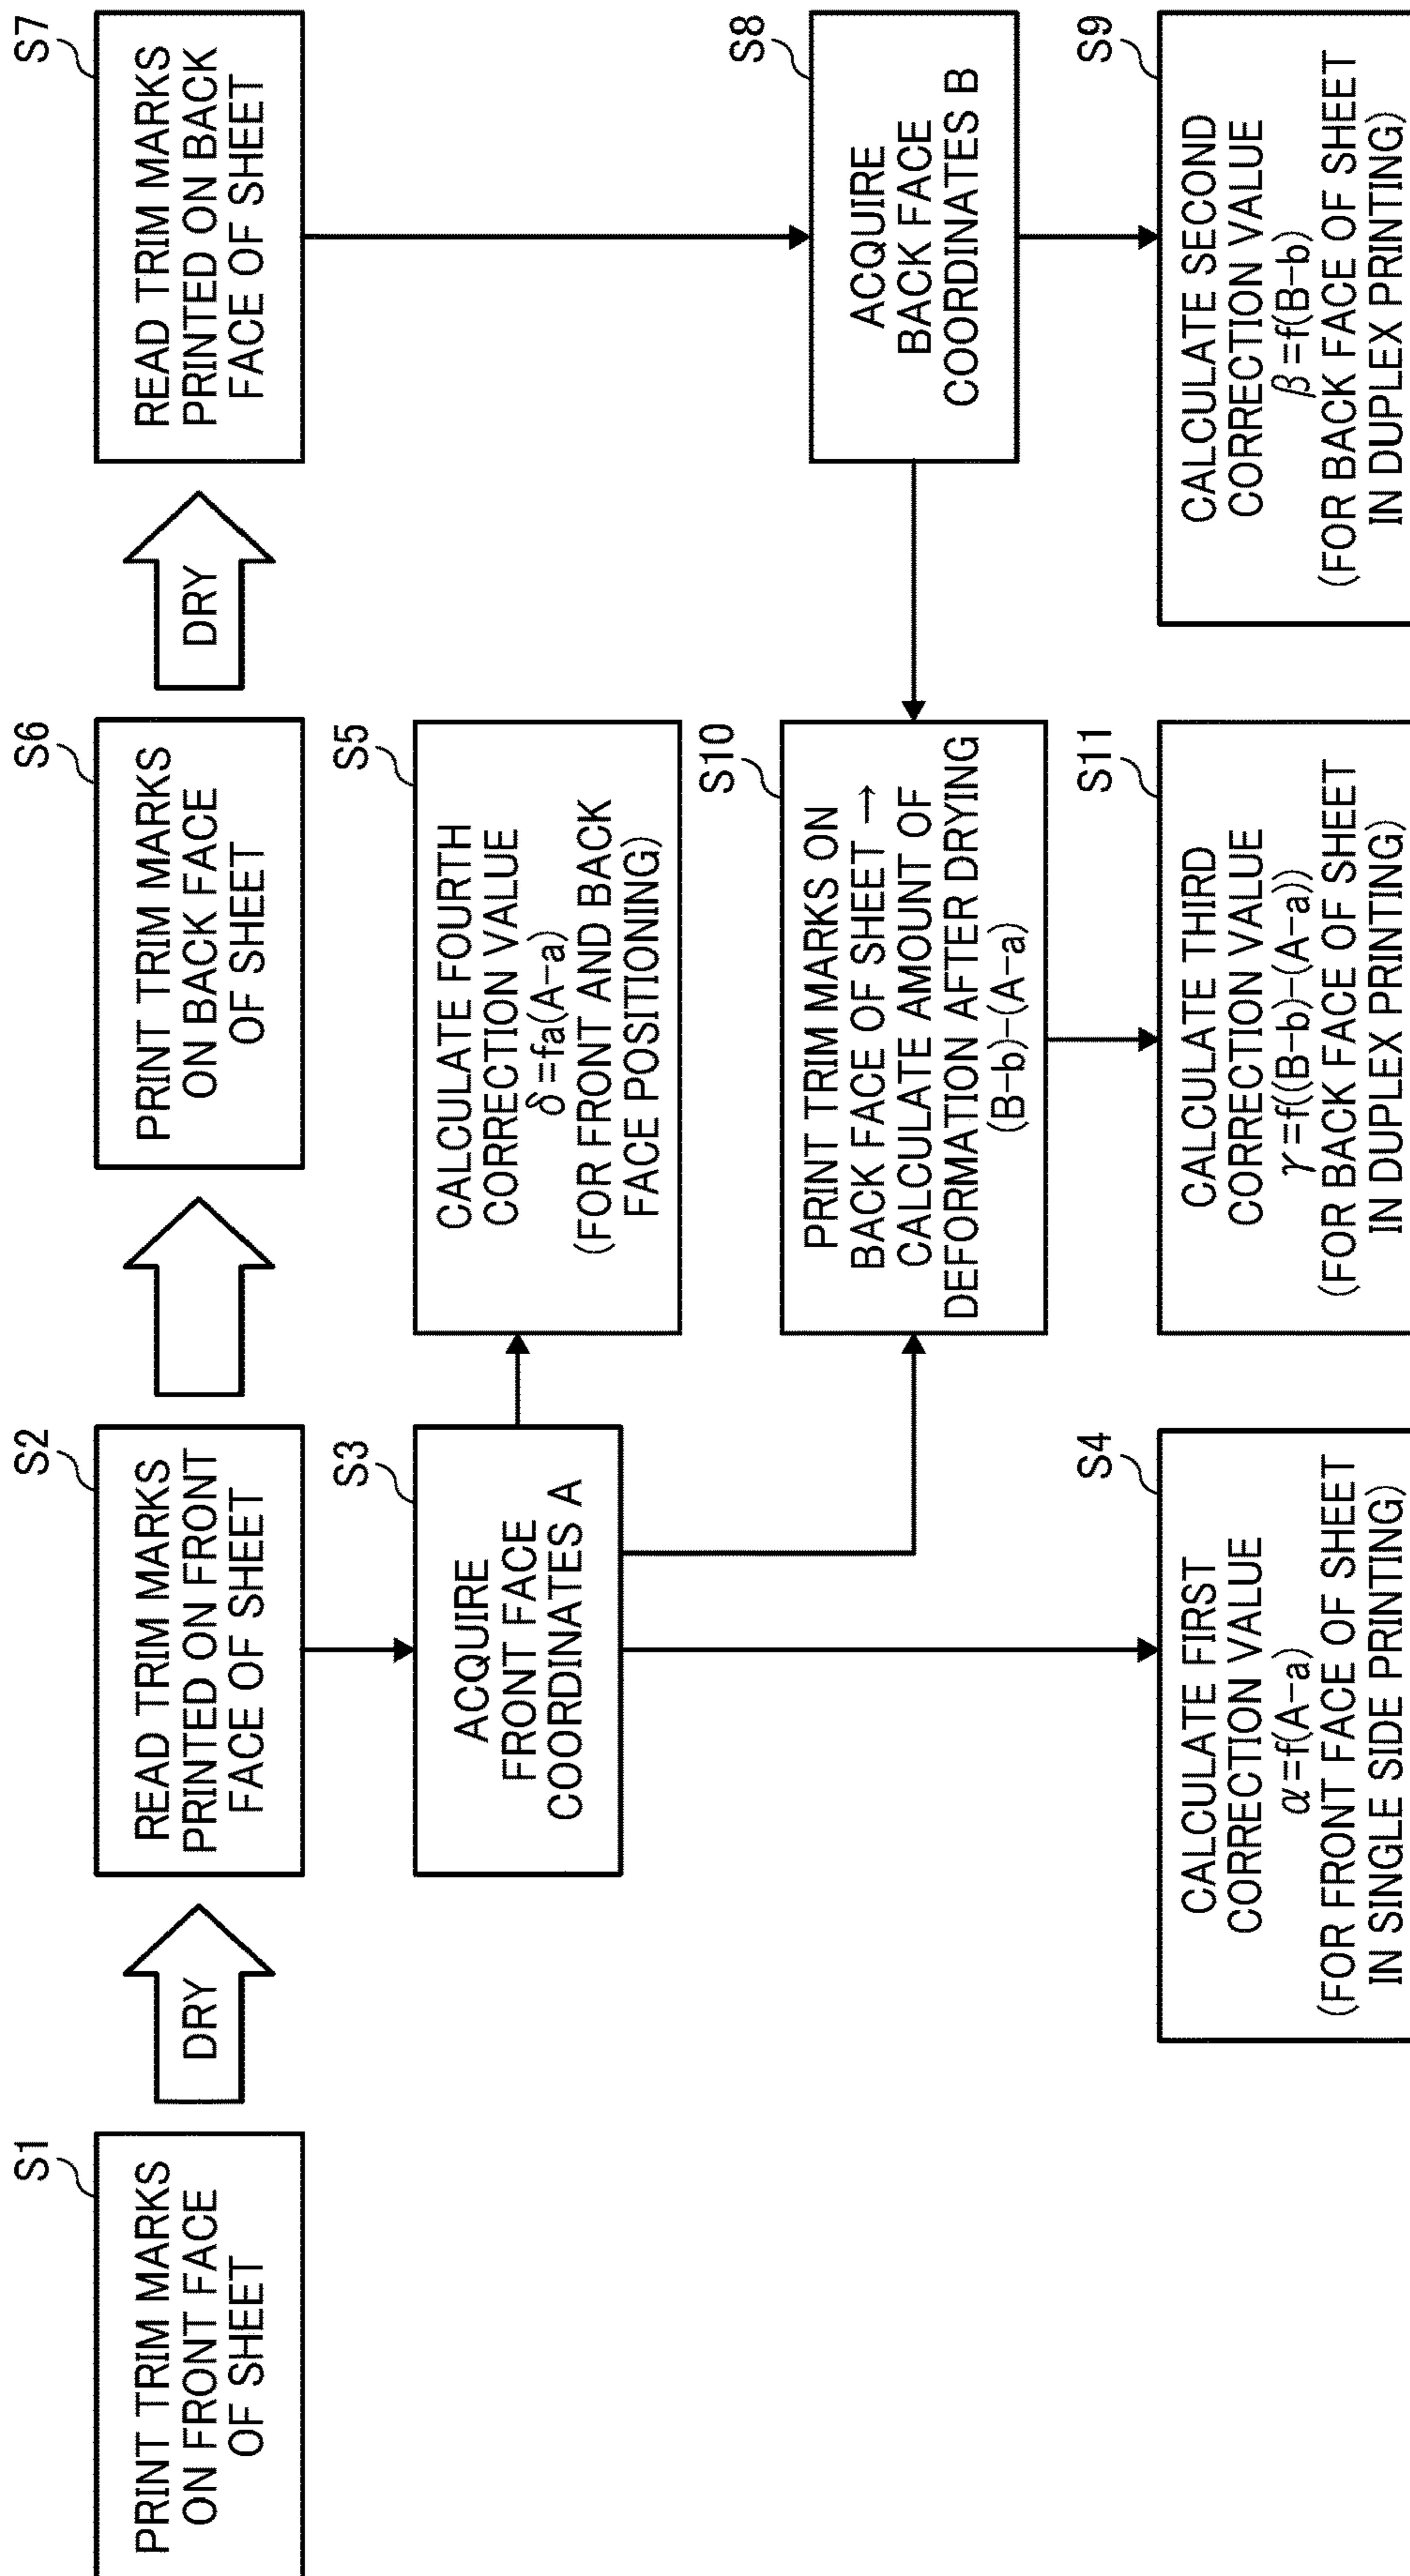 S1
PRINT TRIM MARKS
ON FRONT FACE
OF SHEET
DRY
S2
READ TRIM MARKS
PRINTED ON FRONT
FACE OF SHEET
S6
PRINT TRIM MARKS
ON BACK FACE
OF SHEET
DRY
S7
READ TRIM MARKS
PRINTED ON BACK
FACE OF SHEET
S3
ACQUIRE
FRONT FACE
COORDINATES A
S5
CALCULATE FOURTH
CORRECTION VALUE
δ=fa(A-a)
(FOR FRONT AND BACK
FACE POSITIONING)
S10
PRINT TRIM MARKS ON
BACK FACE OF SHEET →
CALCULATE AMOUNT OF
DEFORMATION AFTER DRYING
(B-b)-(A-a)
S8
ACQUIRE
BACK FACE
COORDINATES B
S4
CALCULATE FIRST
CORRECTION VALUE
α=f(A-a)
(FOR FRONT FACE OF SHEET
IN SINGLE SIDE PRINTING)
S11
CALCULATE THIRD
CORRECTION VALUE
γ=f((B-b)-(A-a))
(FOR BACK FACE OF SHEET
IN DUPLEX PRINTING)
S9
CALCULATE SECOND
CORRECTION VALUE
β=f(B-b)
(FOR BACK FACE OF SHEET
IN DUPLEX PRINTING)